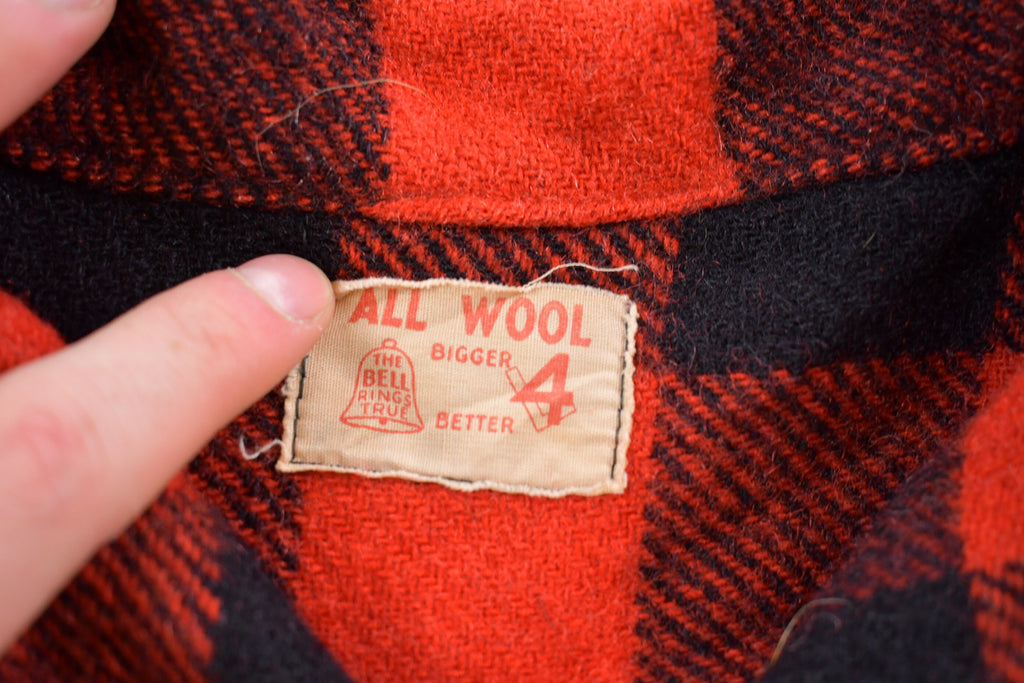 ALL WOOL
THE
BELL
RINGS
TRUE
BIGGER
4
BETTER